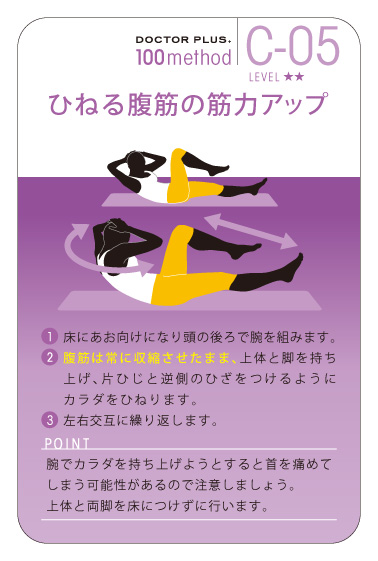 DOCTOR PLUS.
100method
C-05
LEVEL ★★
ひねる腹筋の筋力アップ
1 床にあお向けになり頭の後ろで腕を組みます。
2 腹筋は常に収縮させたまま、上体と脚を持ち
上げ、片ひじと逆側のひざをつけるように
カラダをひねります。
3 左右交互に繰り返します。
POINT
腕でカラダを持ち上げようとすると首を痛めて
しまう可能性があるので注意しましょう。
上体と両脚を床につけずに行います。